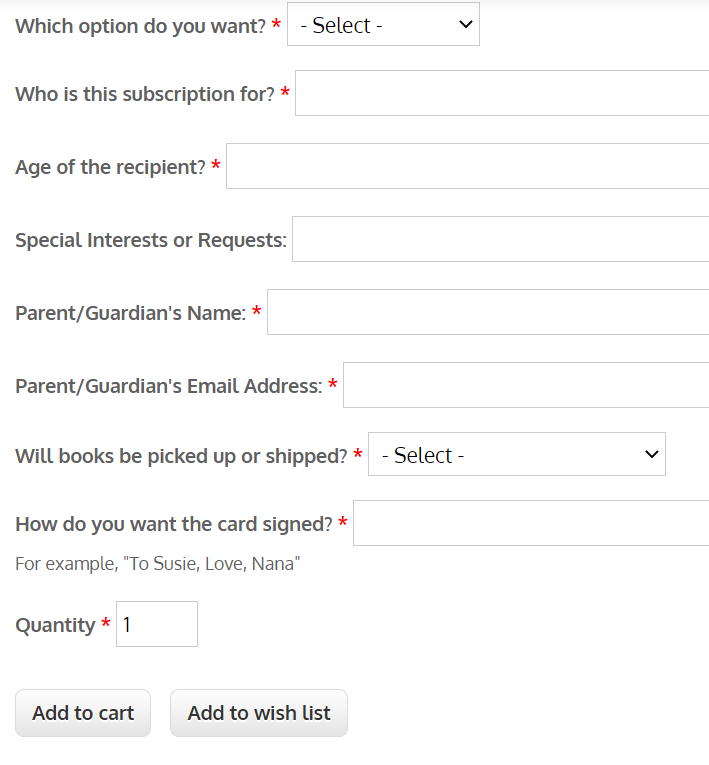 Which option do you want? * - Select -
Who is this subscription for? *
Age of the recipient? *
Special Interests or Requests:
Parent/Guardian's Name: *
Parent/Guardian's Email Address: *
Will books be picked up or shipped? * - Select -
How do you want the card signed? *
For example, "To Susie, Love, Nana"
Quantity * 1
Add to cart Add to wish list